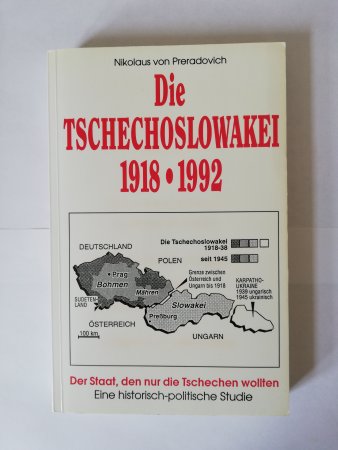 Nikolaus von Preradovich
Die
TSCHECHOSLOWAKEI
1918 • 1992
DEUTSCHLAND
Die Tschechoslowakei
1918-38
seit 1945
POLEN
Prag
Böhmen
Mähren
SUDETEN-
LAND
Grenze zwischen
Österreich und
Ungarn bis 1918
KARPATHO-
UKRAINE
1939 ungarisch
1945 ukrainisch
Slowakei
Preßburg
ÖSTERREICH
UNGARN
100 km
Der Staat, den nur die Tschechen wollten
Eine historisch-politische Studie